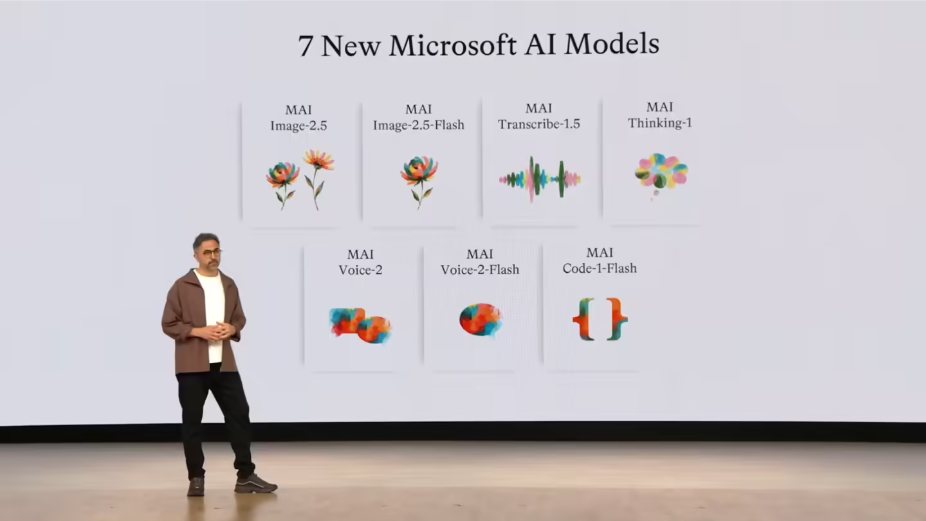 7 New Microsoft AI Models
MAI
Image-2.5
MAI
Image-2.5-Flash
MAI
Transcribe-1.5
MAI
Thinking-1
MAI
Voice-2
MAI
Voice-2-Flash
MAI
Code-1-Flash